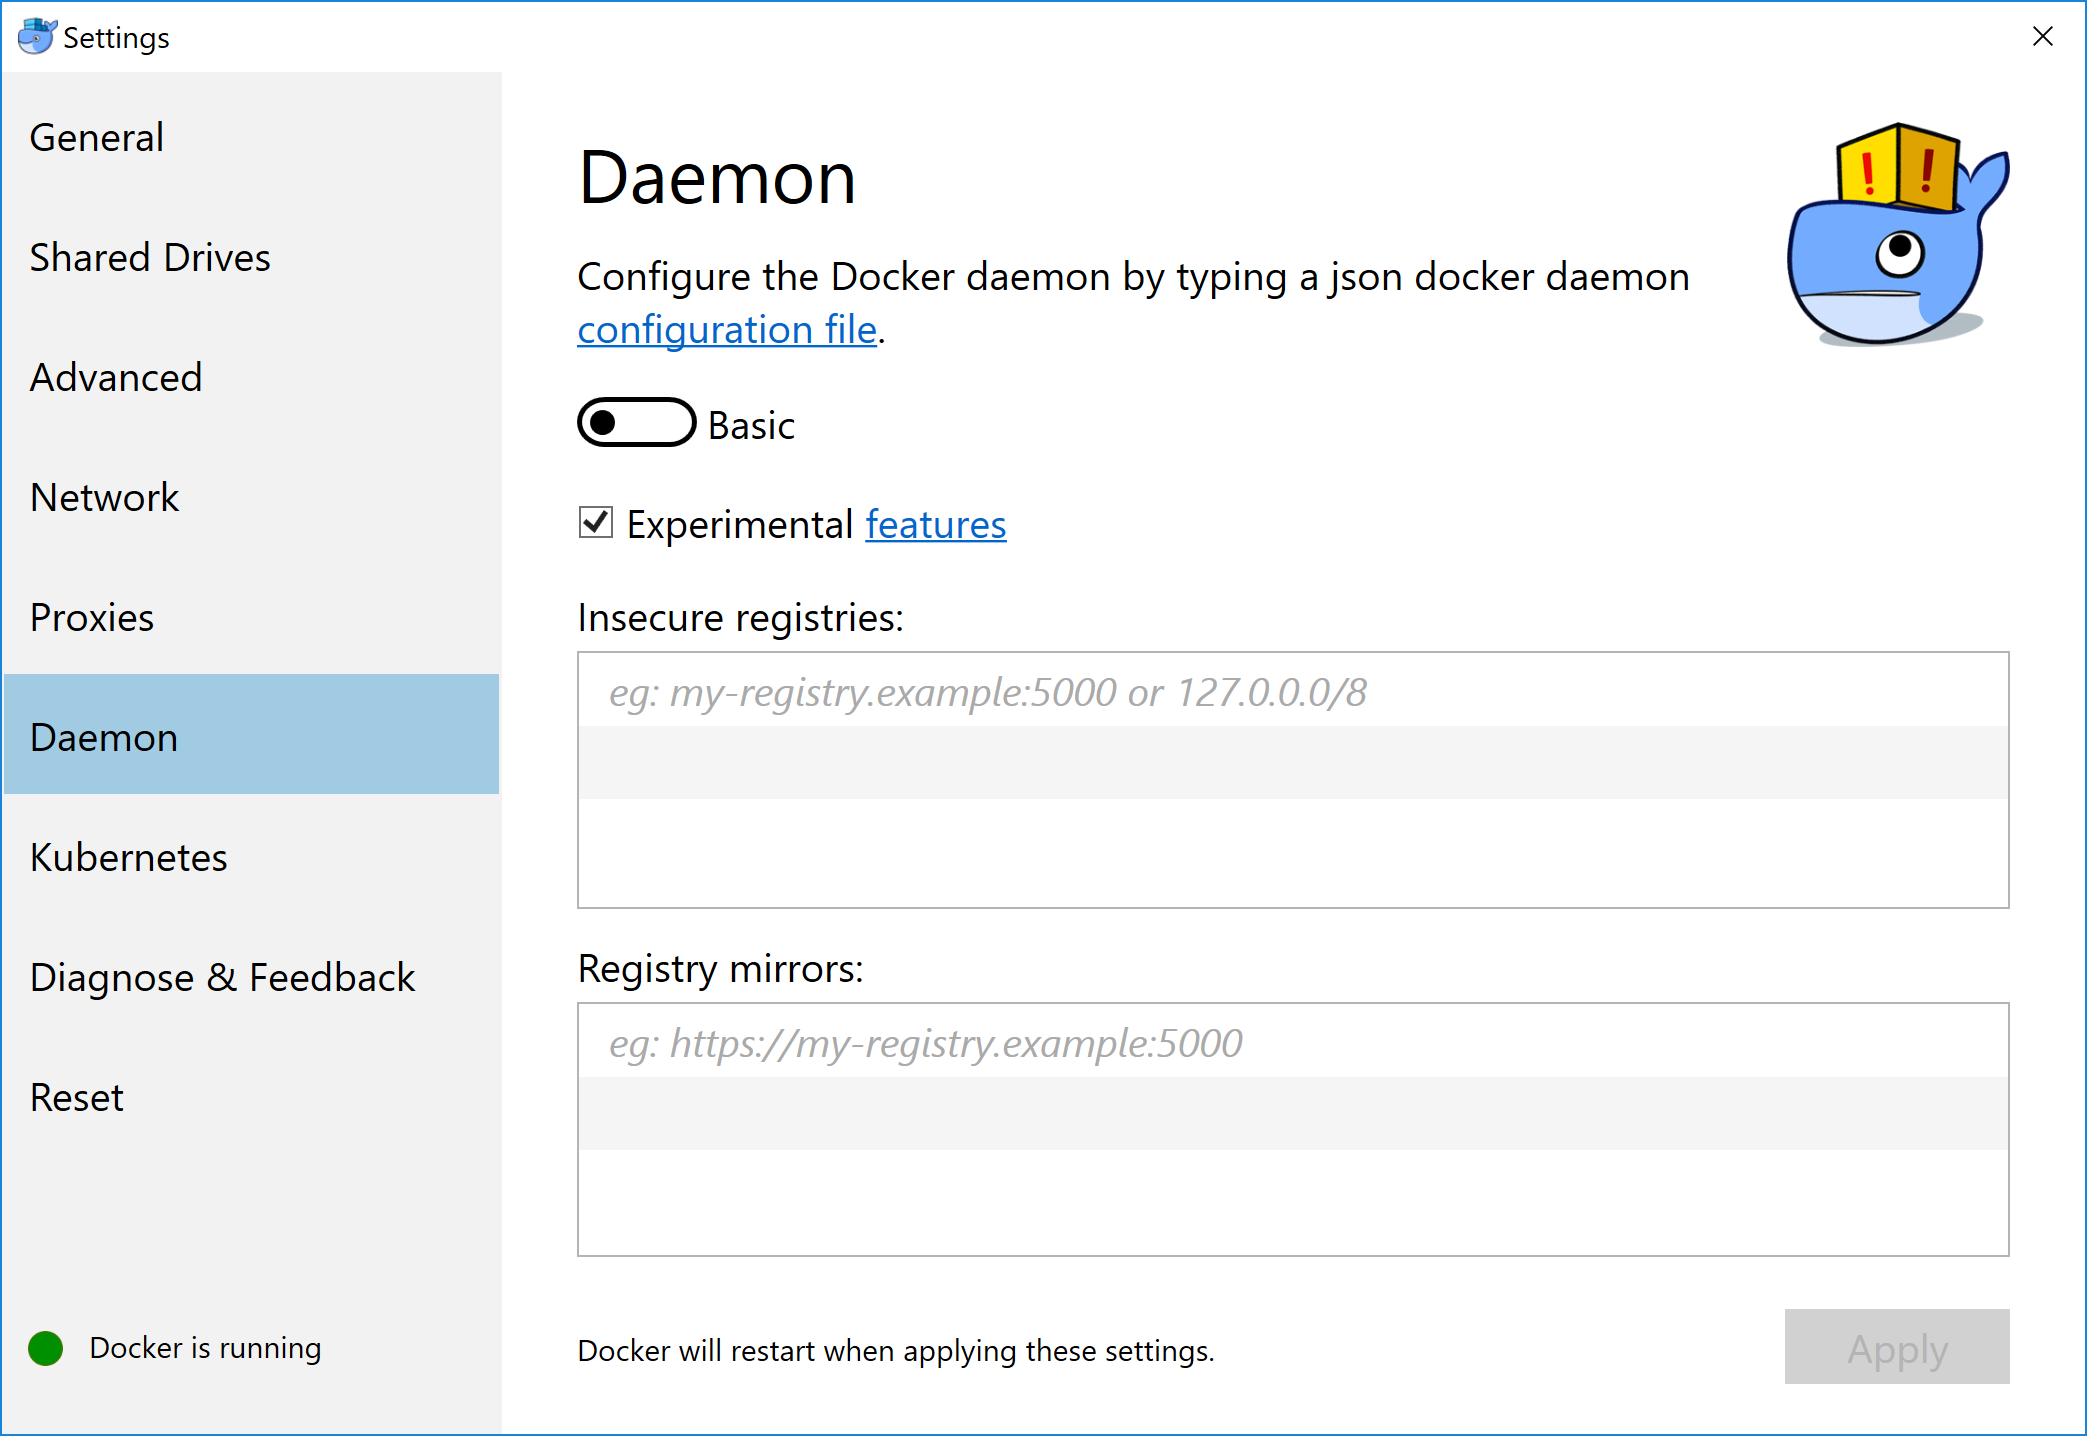 Settings
General
Shared Drives
Advanced
Network
Proxies
Daemon
Kubernetes
Diagnose & Feedback
Reset
Docker is running
Daemon
Configure the Docker daemon by typing a json docker daemon
configuration file.
Basic
Experimental features
Insecure registries:
eg: my-registry.example:5000 or 127.0.0.0/8
Registry mirrors:
eg: https://my-registry.example:5000
Docker will restart when applying these settings.
Apply
! !